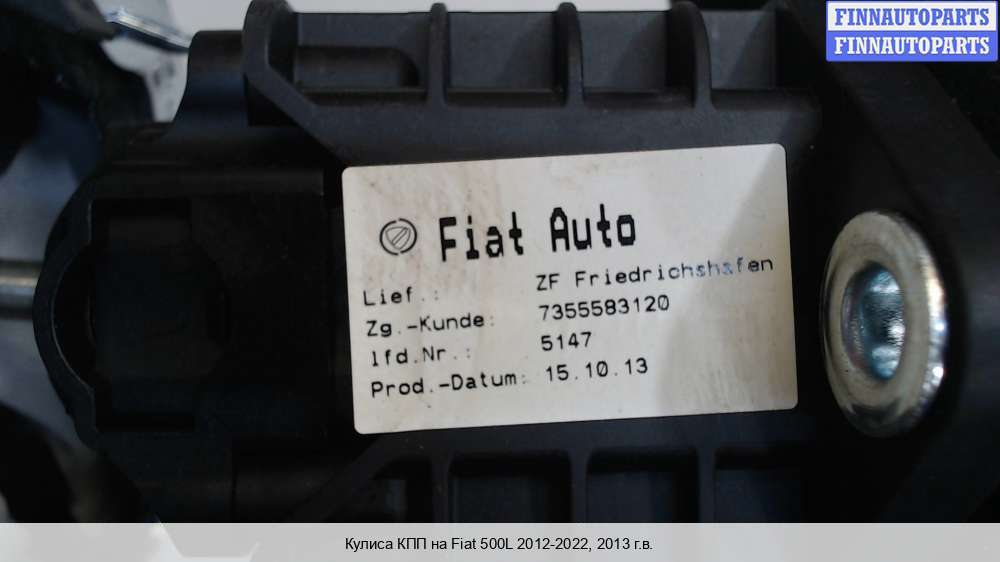 FINNAUTOPARTS
FINNAUTOPARTS
Fiat Auto
Lief.: ZF Friedrichshafen
Zg.-Kunde: 7355583120
lfd.Nr.: 5147
Prod.-Datum: 15.10.13
Кулиса КПП на Fiat 500L 2012-2022, 2013 г.в.